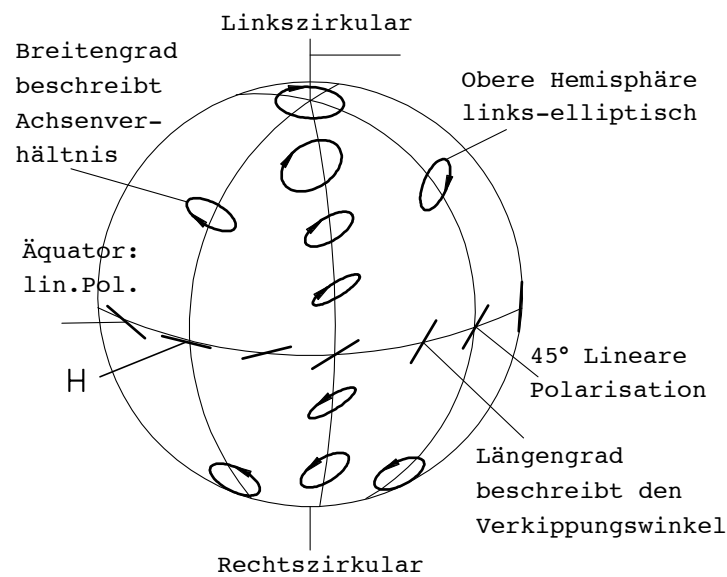 Linkszirkular
Breitengrad
beschreibt
Achsenver-
hältnis
Obere Hemisphäre
links-elliptisch
Äquator:
lin.Pol.
H
45° Lineare
Polarisation
Längengrad
beschreibt den
Verkippungswinkel
Rechtszirkular